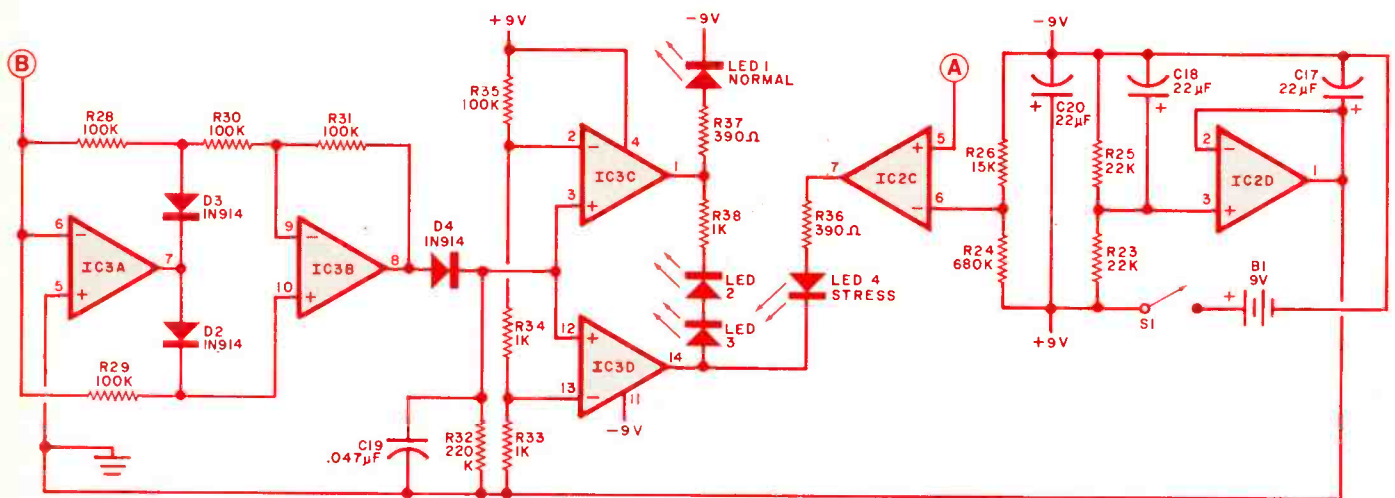 B
R28
100K
R30
100K
R31
100K
D3
1N914
6
−
IC3A
7
5
+
D2
1N914
R29
100K
9
−
IC3B
8
10
+
D4
1N914
C19
.047µF
R32
220
K
+9V
R35
100K
R34
1K
R33
1K
2
−
4
IC3C
1
3
+
12
+
IC3D
14
13
−
11
−9V
−9V
LED 1
NORMAL
R37
390Ω
R38
1K
LED
2
LED
3
A
5
+
7
IC2C
6
−
R36
390Ω
LED 4
STRESS
−9V
R26
15K
C20
22µF
+
R25
22K
C18
22µF
+
C17
22µF
+
2
−
IC2D
1
3
+
R24
680K
R23
22K
+9V
S1
B1
9V
+